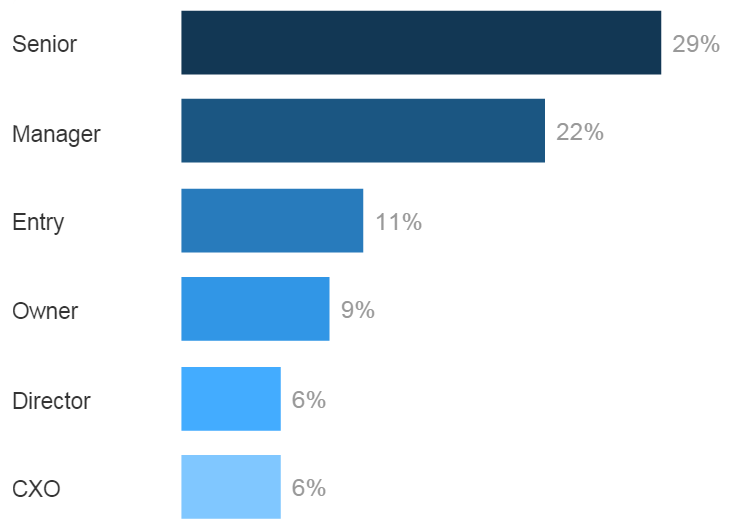 Senior 29%
Manager 22%
Entry 11%
Owner 9%
Director 6%
CXO 6%